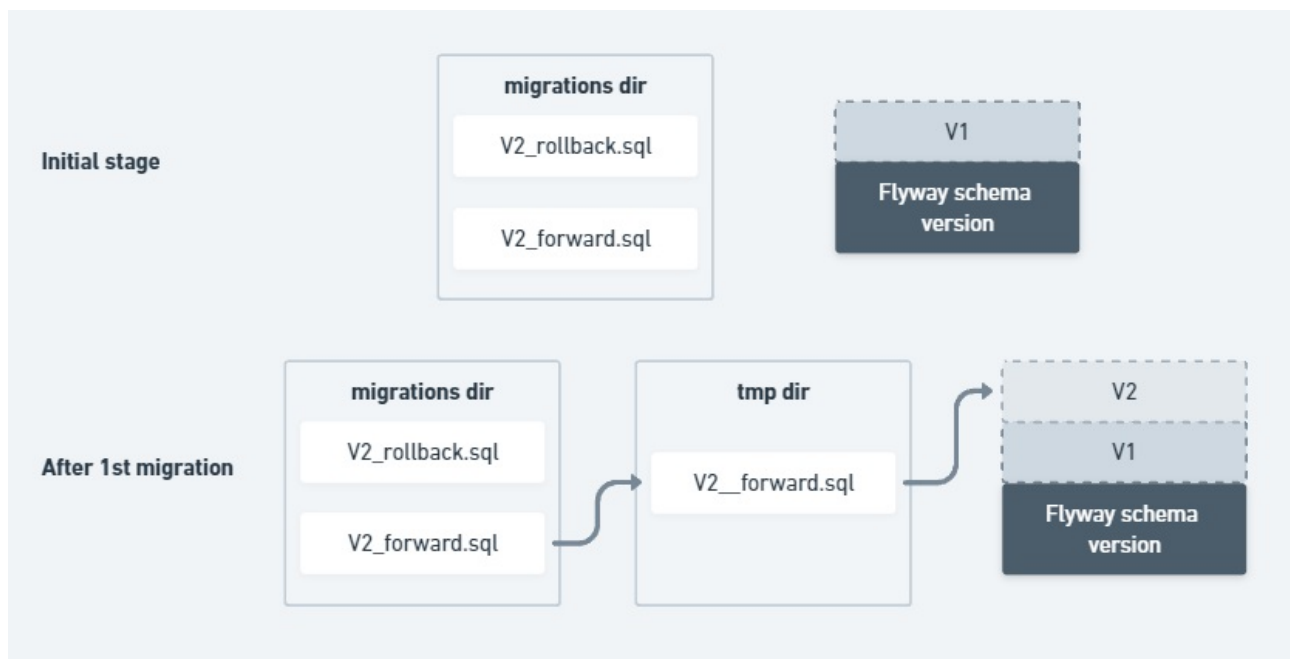 migrations dir
V2_rollback.sql
V2_forward.sql
Initial stage
V1
Flyway schema
version
After 1st migration
migrations dir
V2_rollback.sql
V2_forward.sql
tmp dir
V2__forward.sql
V2
V1
Flyway schema
version